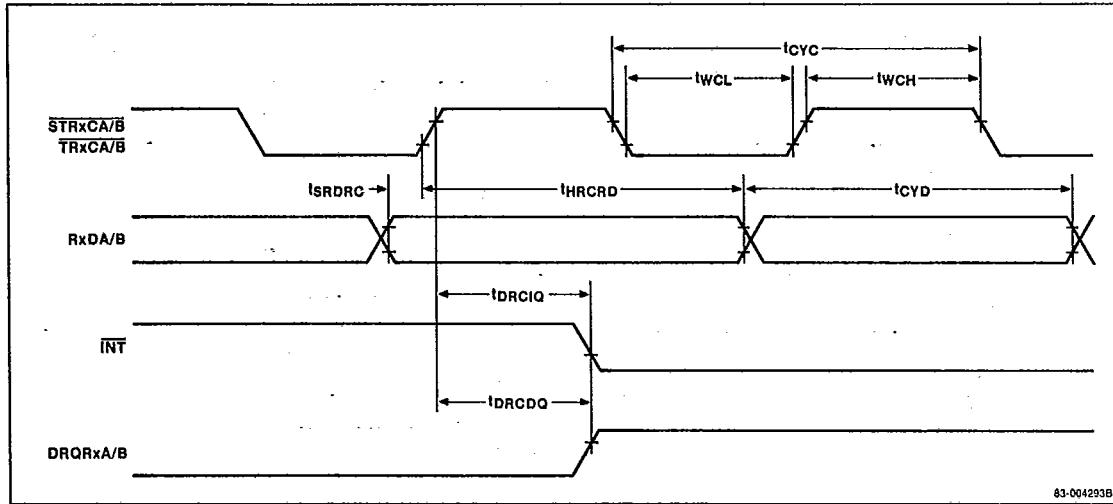 tCYC
tWCL
tWCH
STRxCA/B
TRxCA/B
tSRDRC
tHRCRD
tCYD
RxDA/B
tDRCIQ
INT
tDRCDQ
DRQRxA/B
83-004293B